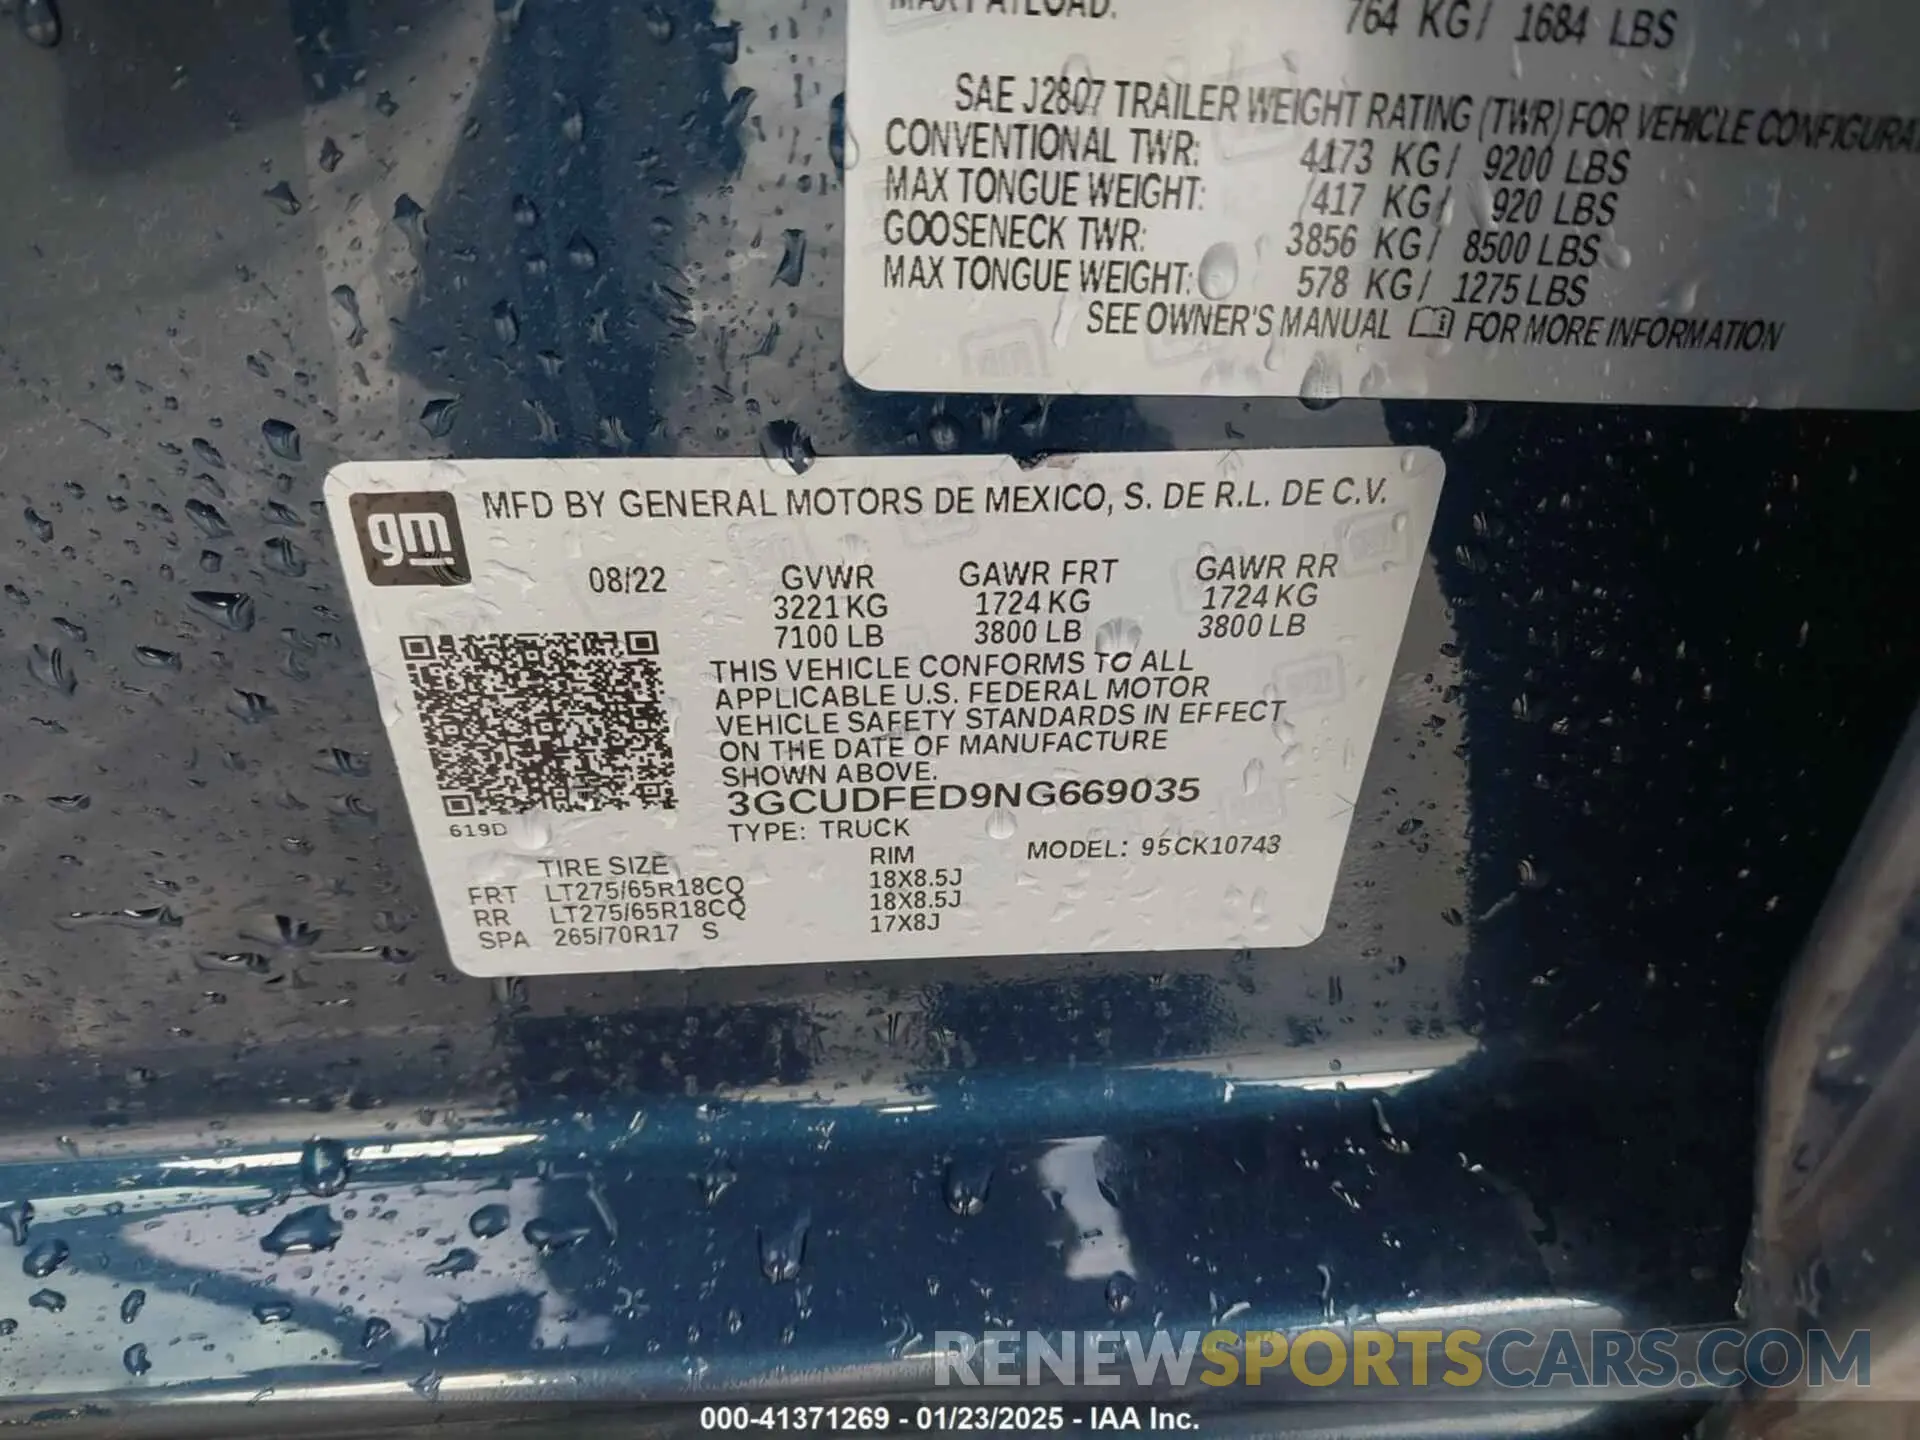 MAX PAYLOAD: 764 KG/ 1684 LBS
SAE J2807 TRAILER WEIGHT RATING (TWR) FOR VEHICLE
CONVENTIONAL TWR: 4173 KG/ 9200 LBS
MAX TONGUE WEIGHT: 417 KG/ 920 LBS
GOOSENECK TWR: 3856 KG/ 8500 LBS
MAX TONGUE WEIGHT: 578 KG/ 1275 LBS
SEE OWNER'S MANUAL FOR MORE INFORMATION
gm
MFD BY GENERAL MOTORS DE MEXICO, S. DE R.L. DE C.V.
08/22 GVWR GAWR FRT GAWR RR
3221 KG 1724 KG 1724 KG
7100 LB 3800 LB 3800 LB
THIS VEHICLE CONFORMS TO ALL
APPLICABLE U.S. FEDERAL MOTOR
VEHICLE SAFETY STANDARDS IN EFFECT
ON THE DATE OF MANUFACTURE
SHOWN ABOVE.
3GCUDFED9NG669035
619D TYPE: TRUCK MODEL: 95CK10743
TIRE SIZE RIM
FRT LT275/65R18CQ 18X8.5J
RR LT275/65R18CQ 18X8.5J
SPA 265/70R17 S 17X8J
RENEWSPORTSCARS.COM
000-41371269 - 01/23/2025 - IAA Inc.